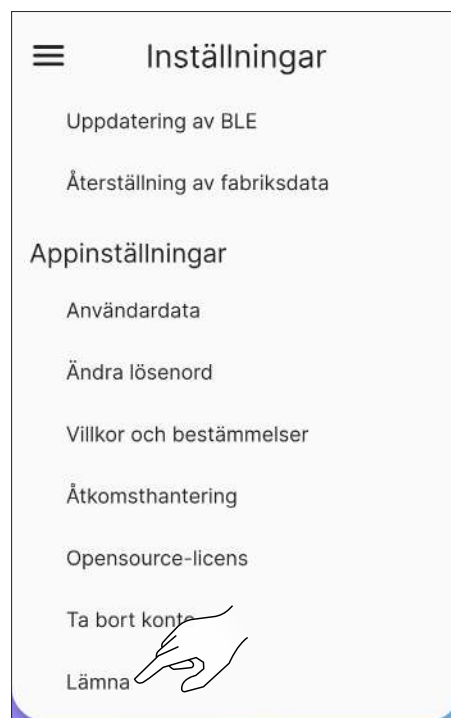 Inställningar
Uppdatering av BLE
Återställning av fabriksdata
Appinställningar
Användardata
Ändra lösenord
Villkor och bestämmelser
Åtkomsthantering
Opensource-licens
Ta bort konto
Lämna